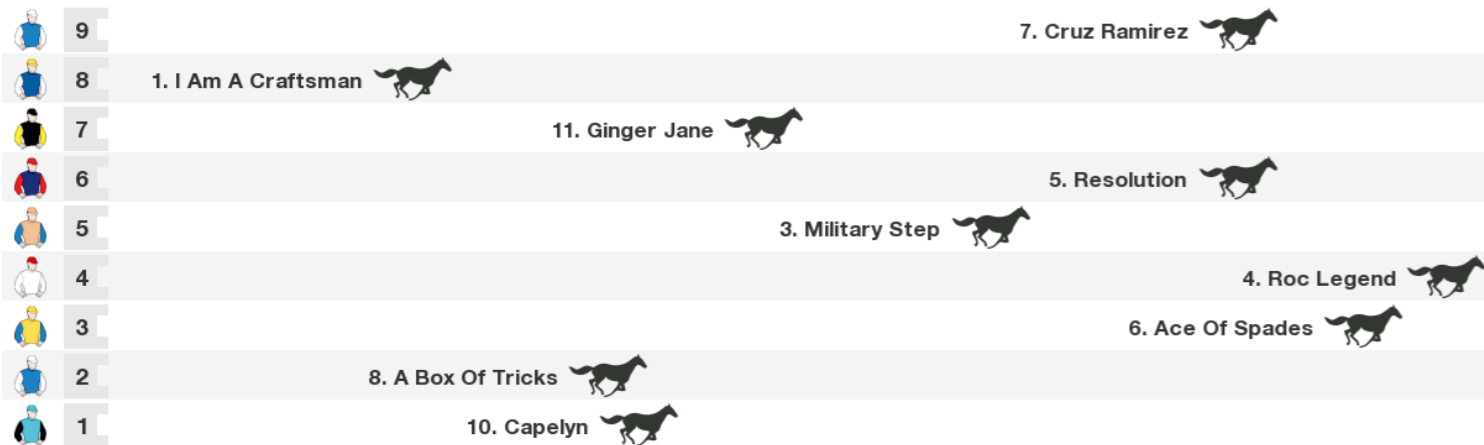 9 7. Cruz Ramirez
8 1. I Am A Craftsman
7 11. Ginger Jane
6 5. Resolution
5 3. Military Step
4 4. Roc Legend
3 6. Ace Of Spades
2 8. A Box Of Tricks
1 10. Capelyn